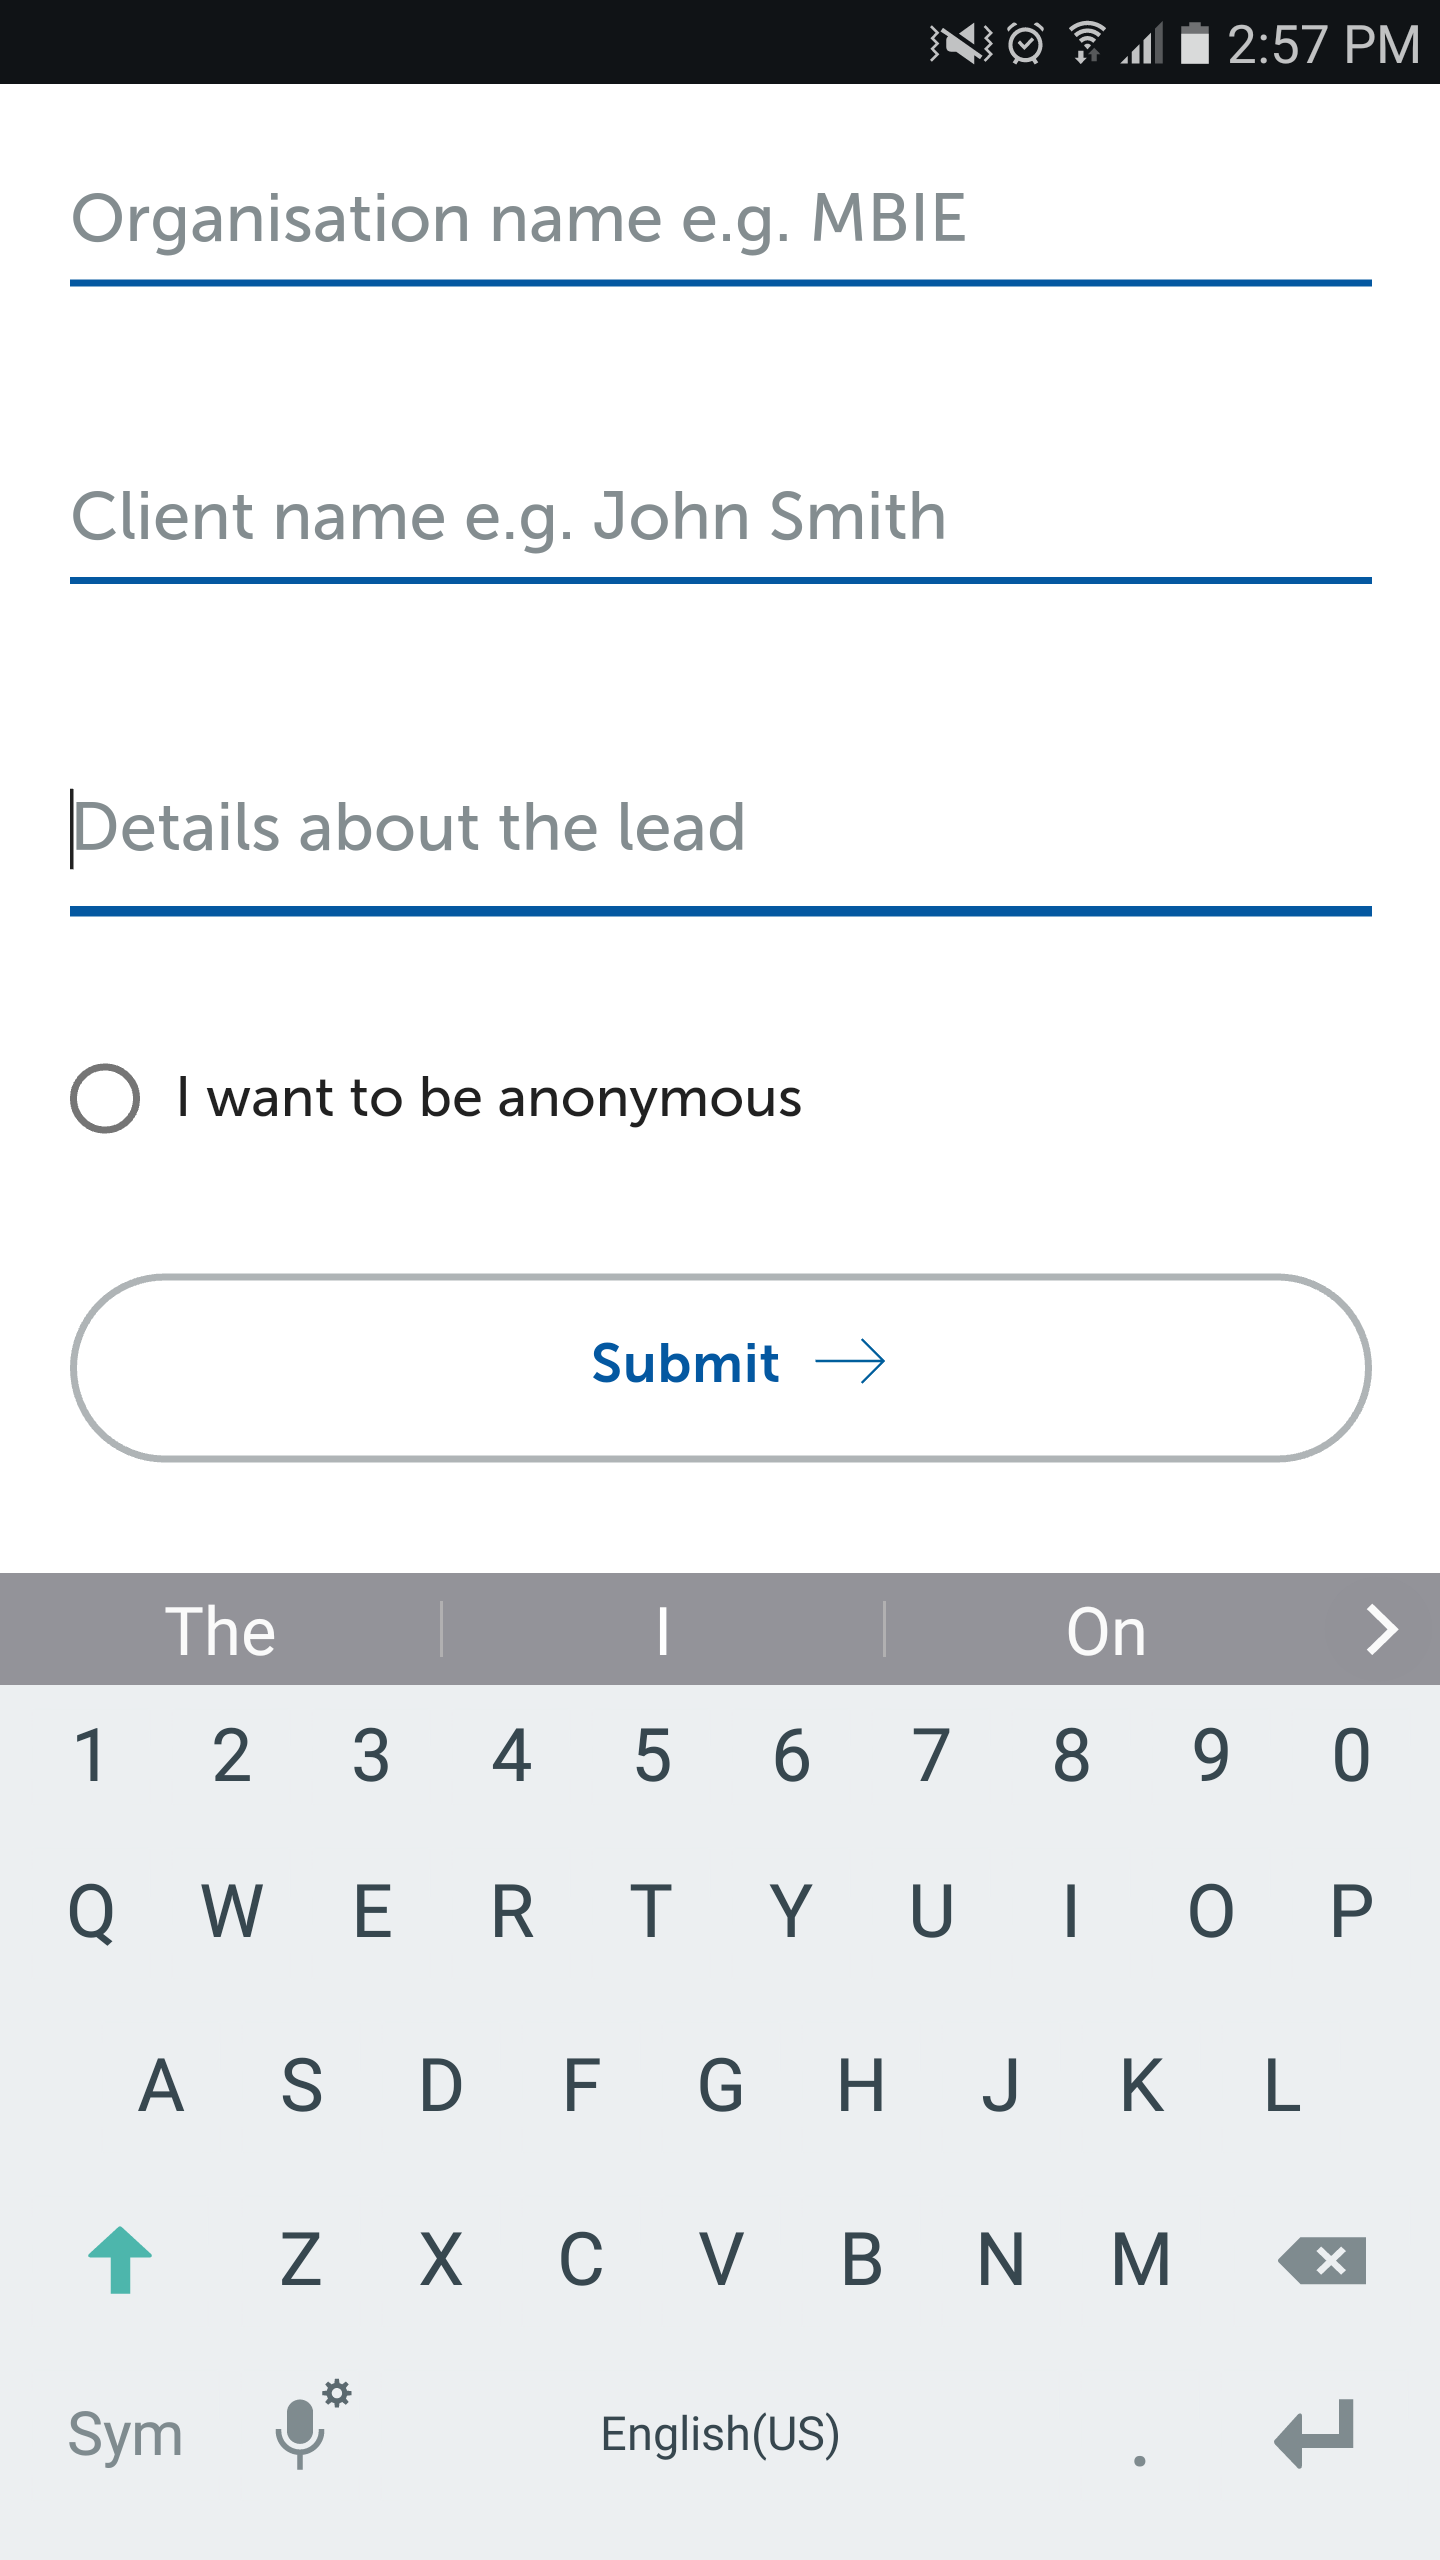 2:57 PM
Organisation name e.g. MBIE
Client name e.g. John Smith
Details about the lead
I want to be anonymous
Submit
The I On
1 2 3 4 5 6 7 8 9 0
Q W E R T Y U I O P
A S D F G H J K L
Z X C V B N M
Sym English(US) .